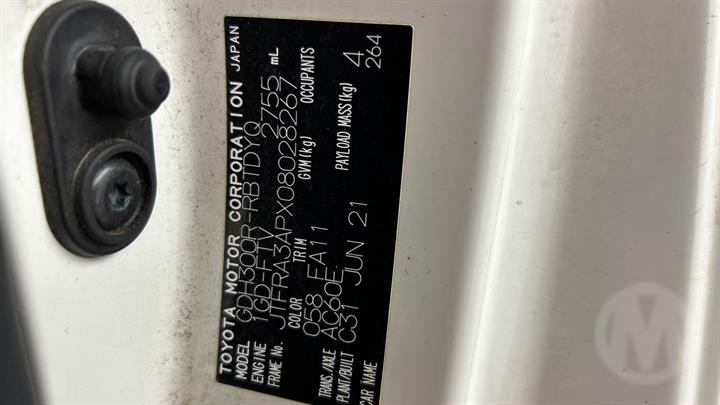 TOYOTA MOTOR CORPORATION JAPAN
MODEL GDH300R-RBTDYQ
ENGINE 1GD-FTV 2755 mL
FRAME No. JTFRA3APX08028267
COLOR TRIM GVM(kg) OCCUPANTS
058 FA11 4
TRANS./AXLE AC60E PAYLOAD MASS(kg) 264
PLANT/BUILT C31 JUN 21
CAR NAME
M